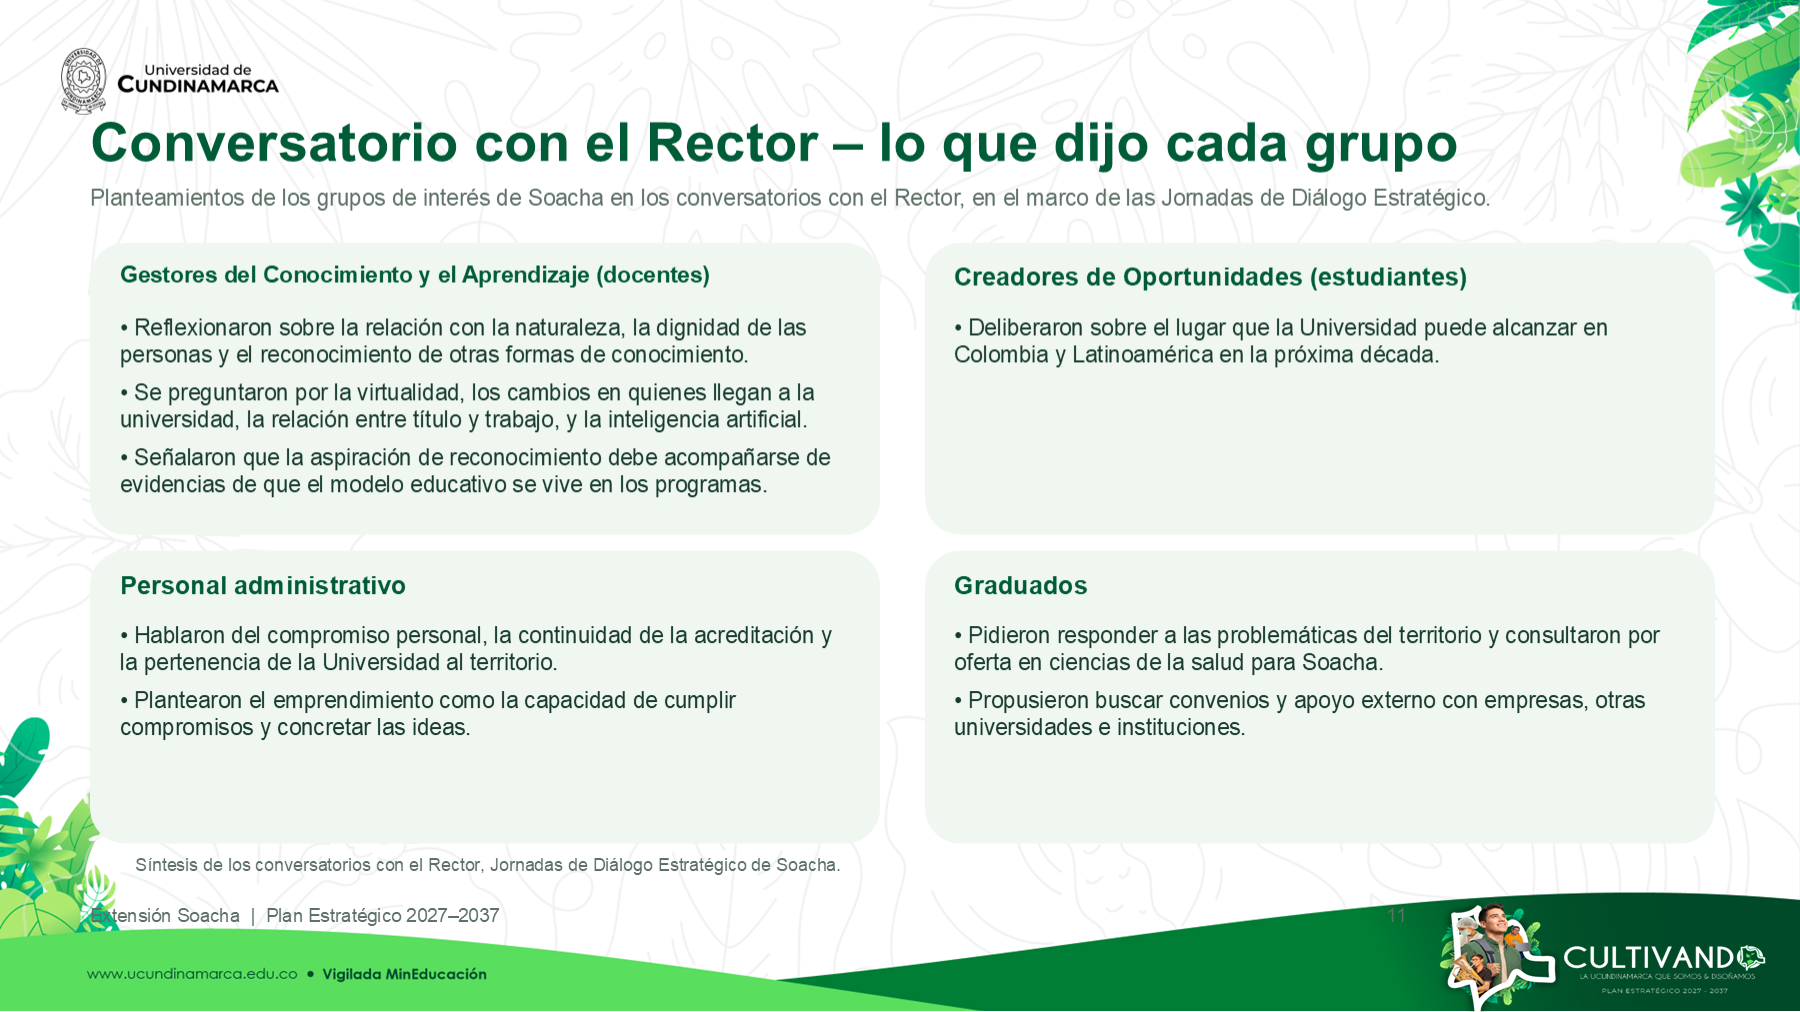 Universidad de
CUNDINAMARCA
Conversatorio con el Rector – lo que dijo cada grupo
Planteamientos de los grupos de interés de Soacha en los conversatorios con el Rector, en el marco de las Jornadas de Diálogo Estratégico.
Gestores del Conocimiento y el Aprendizaje (docentes)
• Reflexionaron sobre la relación con la naturaleza, la dignidad de las
personas y el reconocimiento de otras formas de conocimiento.
• Se preguntaron por la virtualidad, los cambios en quienes llegan a la
universidad, la relación entre título y trabajo, y la inteligencia artificial.
• Señalaron que la aspiración de reconocimiento debe acompañarse de
evidencias de que el modelo educativo se vive en los programas.
Creadores de Oportunidades (estudiantes)
• Deliberaron sobre el lugar que la Universidad puede alcanzar en
Colombia y Latinoamérica en la próxima década.
Personal administrativo
• Hablaron del compromiso personal, la continuidad de la acreditación y
la pertenencia de la Universidad al territorio.
• Plantearon el emprendimiento como la capacidad de cumplir
compromisos y concretar las ideas.
Graduados
• Pidieron responder a las problemáticas del territorio y consultaron por
oferta en ciencias de la salud para Soacha.
• Propusieron buscar convenios y apoyo externo con empresas, otras
universidades e instituciones.
Síntesis de los conversatorios con el Rector, Jornadas de Diálogo Estratégico de Soacha.
Extensión Soacha | Plan Estratégico 2027–2037
11
www.ucundinamarca.edu.co • Vigilada MinEducación
CULTIVANDO
LA UCUNDINAMARCA QUE SOMOS & DISOÑAMOS
PLAN ESTRATÉGICO 2027 - 2037